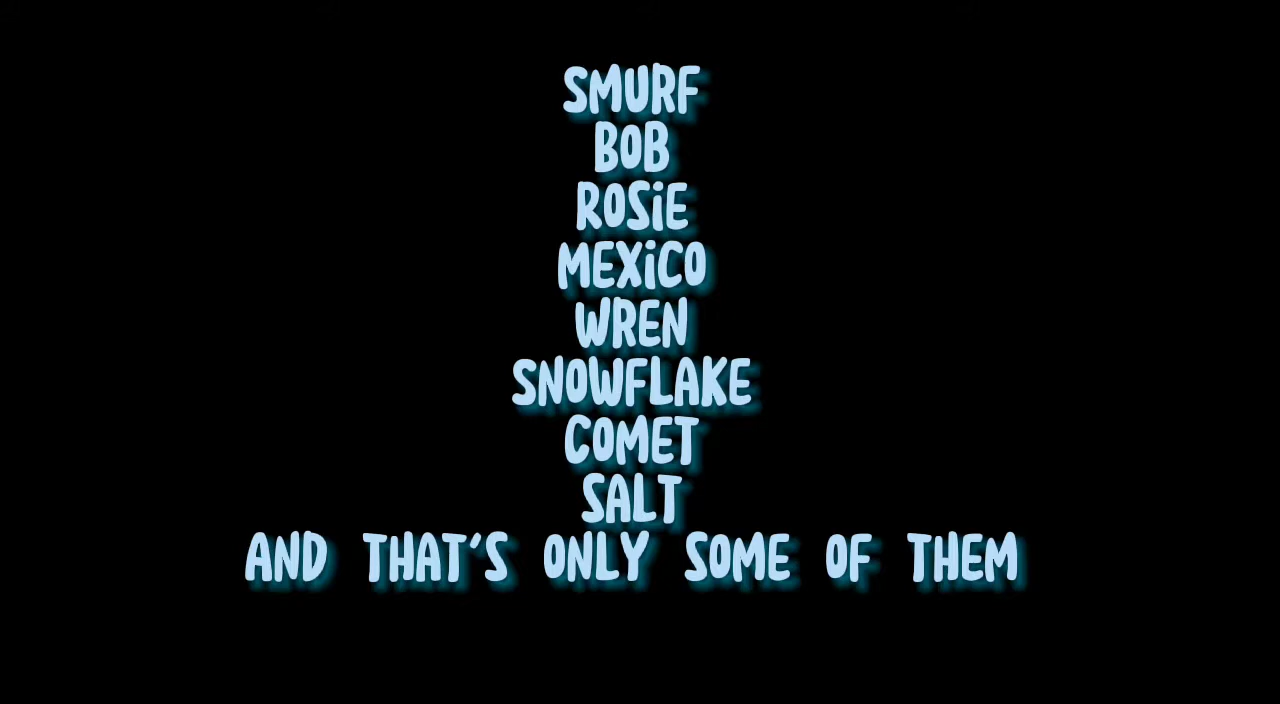 SMURF
BOB
ROSiE
MEXiCO
WREN
SNOWFLAKE
COMET
SALT
AND THAT'S ONLY SOME OF THEM